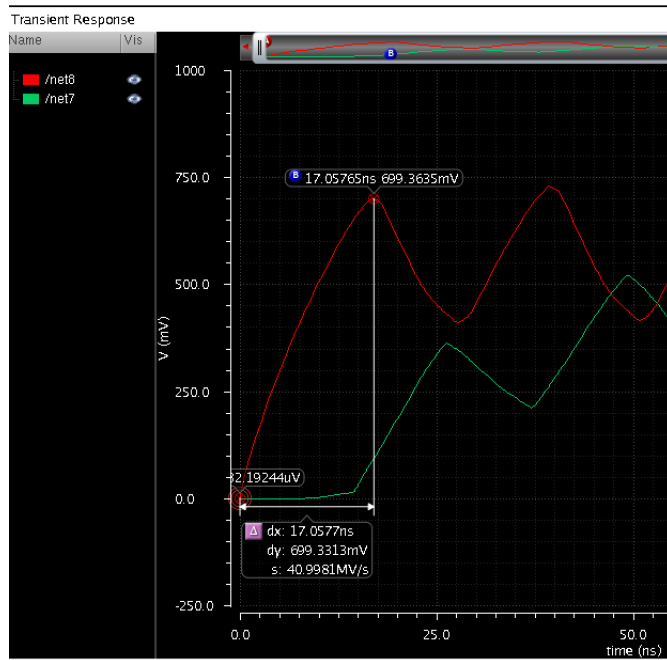 Transient Response
Name Vis
/net6
/net7
B
1000
750.0
500.0
250.0
0.0
-250.0
V (mV)
B 17.05765ns 699.3635mV
32.19244uV
Δ dx: 17.0577ns
dy: 699.3313mV
s: 40.9981MV/s
0.0 25.0 50.0
time (ns)